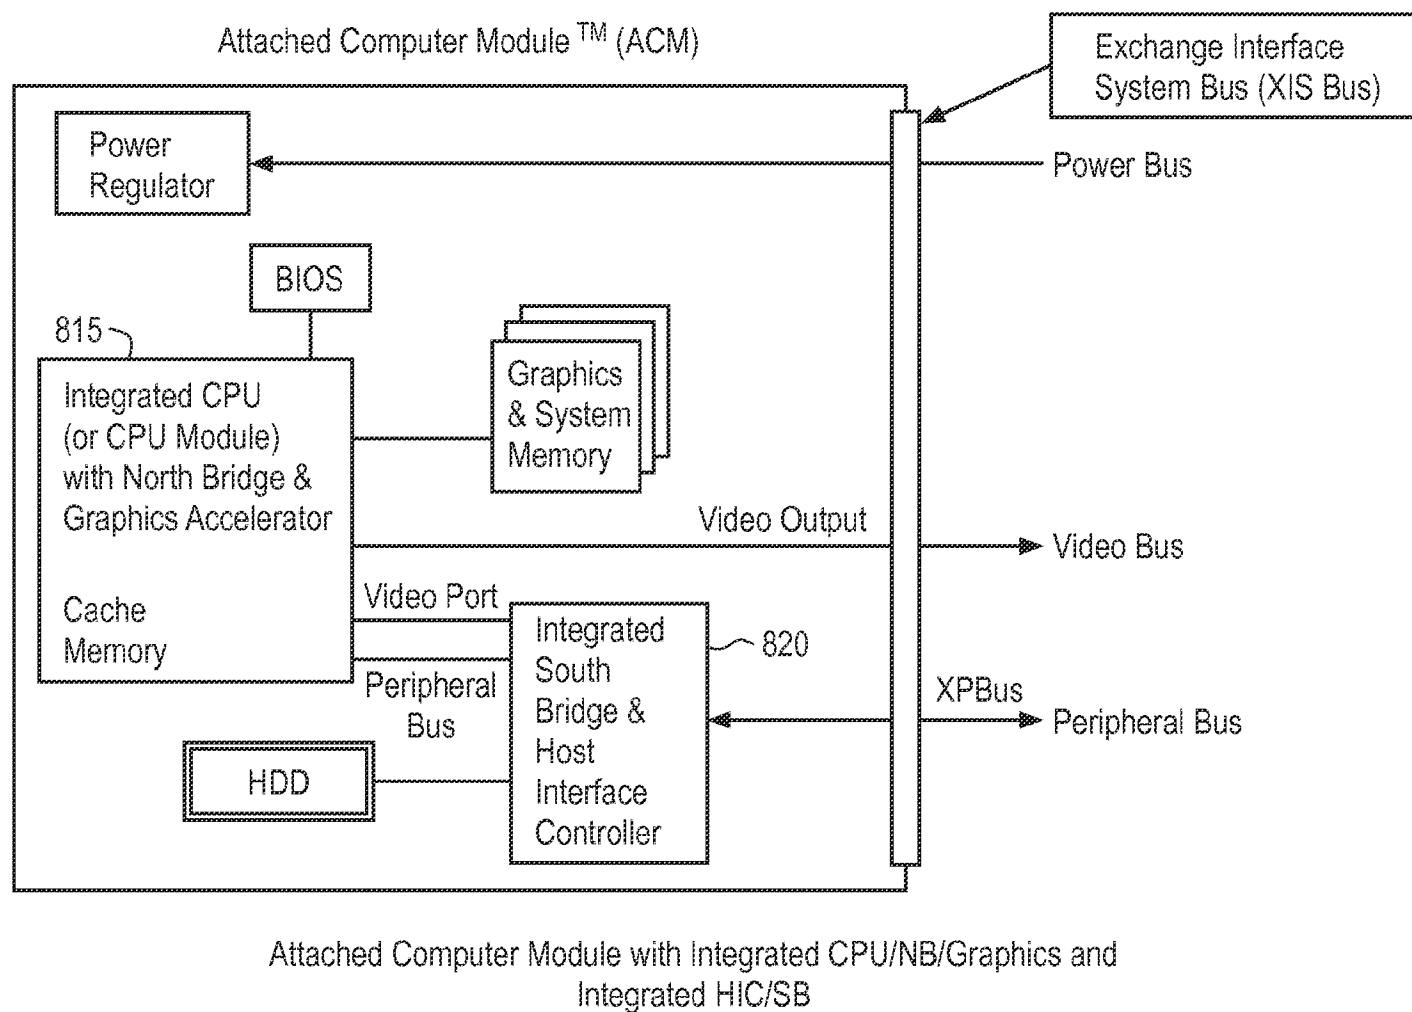 Attached Computer Module ™ (ACM)
Exchange Interface
System Bus (XIS Bus)
Power
Regulator
Power Bus
BIOS
815
Integrated CPU
(or CPU Module)
with North Bridge &
Graphics Accelerator
Cache
Memory
Graphics
& System
Memory
Video Output
Video Bus
Video Port
Peripheral
Bus
Integrated
South
Bridge &
Host
Interface
Controller
820
XPBus
Peripheral Bus
HDD
Attached Computer Module with Integrated CPU/NB/Graphics and
Integrated HIC/SB